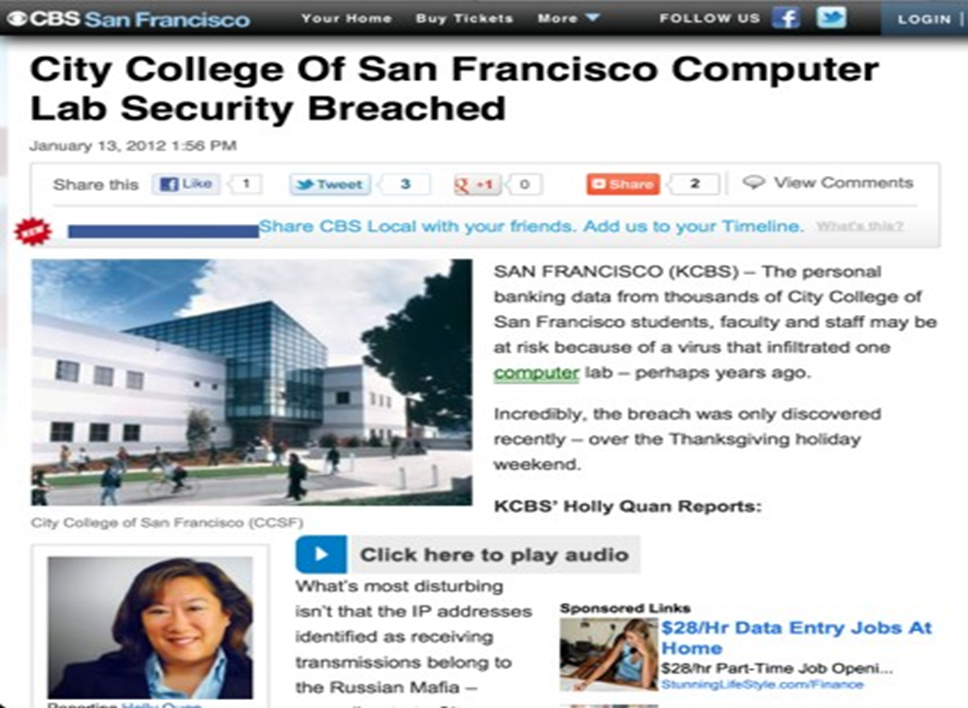 CBS San Francisco
Your Home Buy Tickets More FOLLOW US LOGIN
City College Of San Francisco Computer
Lab Security Breached
January 13, 2012 1:56 PM
Share this Like 1 Tweet 3 +1 0 Share 2 View Comments
NEW
Share CBS Local with your friends. Add us to your Timeline. What's this?
SAN FRANCISCO (KCBS) – The personal
banking data from thousands of City College of
San Francisco students, faculty and staff may be
at risk because of a virus that infiltrated one
computer lab – perhaps years ago.
Incredibly, the breach was only discovered
recently – over the Thanksgiving holiday
weekend.
KCBS' Holly Quan Reports:
City College of San Francisco (CCSF)
Click here to play audio
What's most disturbing
isn't that the IP addresses
identified as receiving
transmissions belong to
the Russian Mafia –
Sponsored Links
$28/Hr Data Entry Jobs At
Home
$28/hr Part-Time Job Openi...
StunningLifeStyle.com/Finance
Reporting Holly Quan